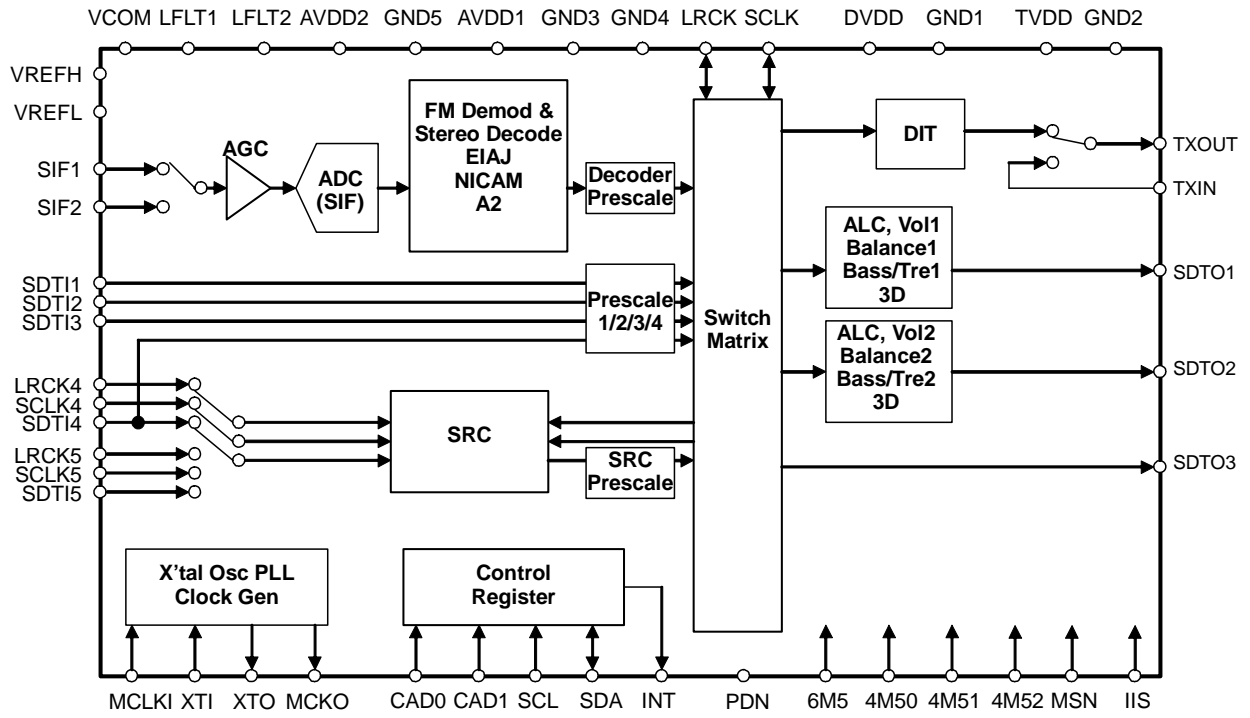 VCOM LFLT1 LFLT2 AVDD2 GND5 AVDD1 GND3 GND4 LRCK SCLK DVDD GND1 TVDD GND2
VREFH
VREFL
SIF1
SIF2
AGC
ADC
(SIF)
FM Demod &
Stereo Decode
EIAJ
NICAM
A2
Decoder
Prescale
DIT
TXOUT
TXIN
SDTI1
SDTI2
SDTI3
Prescale
1/2/3/4
Switch
Matrix
ALC, Vol1
Balance1
Bass/Tre1
3D
SDTO1
ALC, Vol2
Balance2
Bass/Tre2
3D
SDTO2
LRCK4
SCLK4
SDTI4
LRCK5
SCLK5
SDTI5
SRC
SRC
Prescale
SDTO3
X'tal Osc PLL
Clock Gen
Control
Register
MCLKI XTI XTO MCKO CAD0 CAD1 SCL SDA INT PDN 6M5 4M50 4M51 4M52 MSN IIS